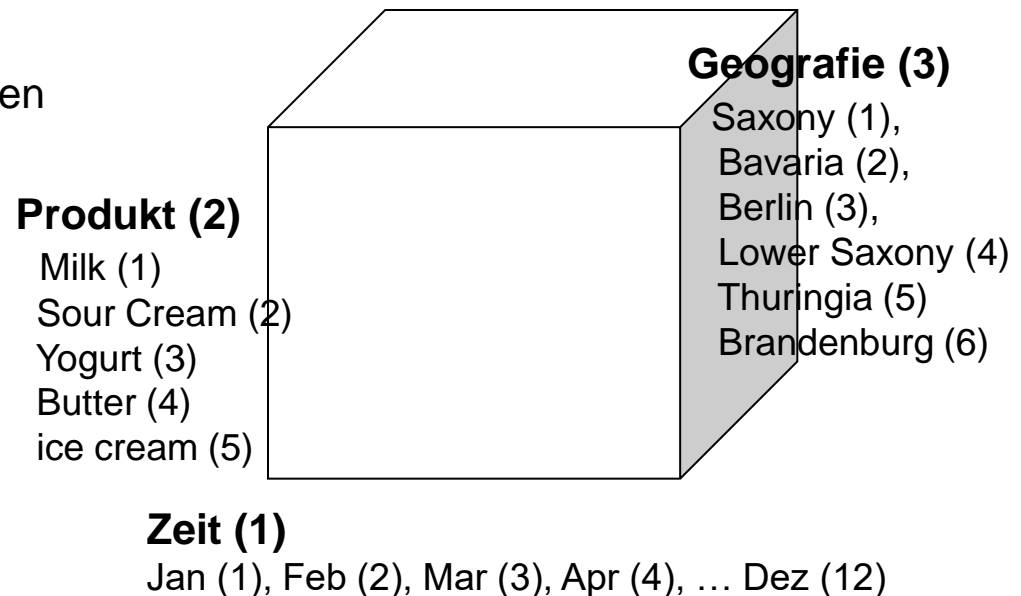 en
Geografie (3)
Saxony (1),
Bavaria (2),
Berlin (3),
Lower Saxony (4)
Thuringia (5)
Brandenburg (6)
Produkt (2)
Milk (1)
Sour Cream (2)
Yogurt (3)
Butter (4)
ice cream (5)
Zeit (1)
Jan (1), Feb (2), Mar (3), Apr (4), … Dez (12)